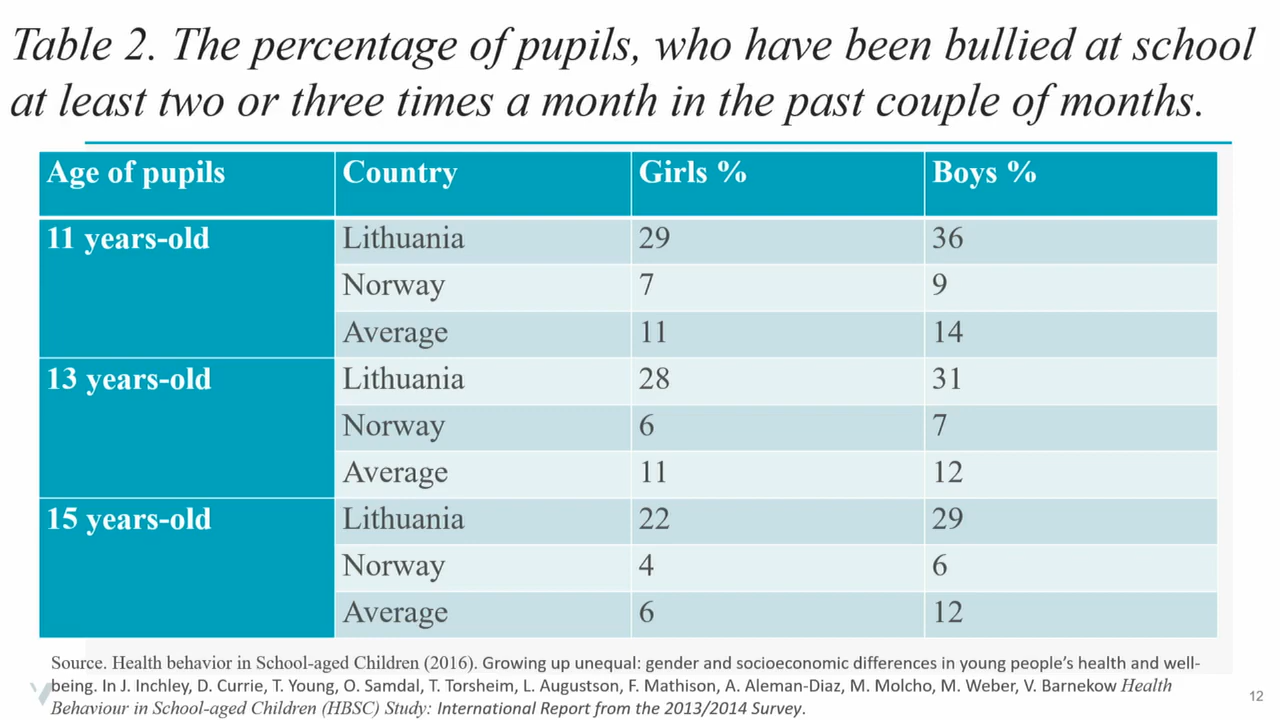 Table 2. The percentage of pupils, who have been bullied at school
at least two or three times a month in the past couple of months.
Age of pupils Country Girls % Boys %
11 years-old Lithuania 29 36
Norway 7 9
Average 11 14
13 years-old Lithuania 28 31
Norway 6 7
Average 11 12
15 years-old Lithuania 22 29
Norway 4 6
Average 6 12
Source. Health behavior in School-aged Children (2016). Growing up unequal: gender and socioeconomic differences in young people’s health and well-
being. In J. Inchley, D. Currie, T. Young, O. Samdal, T. Torsheim, L. Augustson, F. Mathison, A. Aleman-Diaz, M. Molcho, M. Weber, V. Barnekow Health
Behaviour in School-aged Children (HBSC) Study: International Report from the 2013/2014 Survey.
12